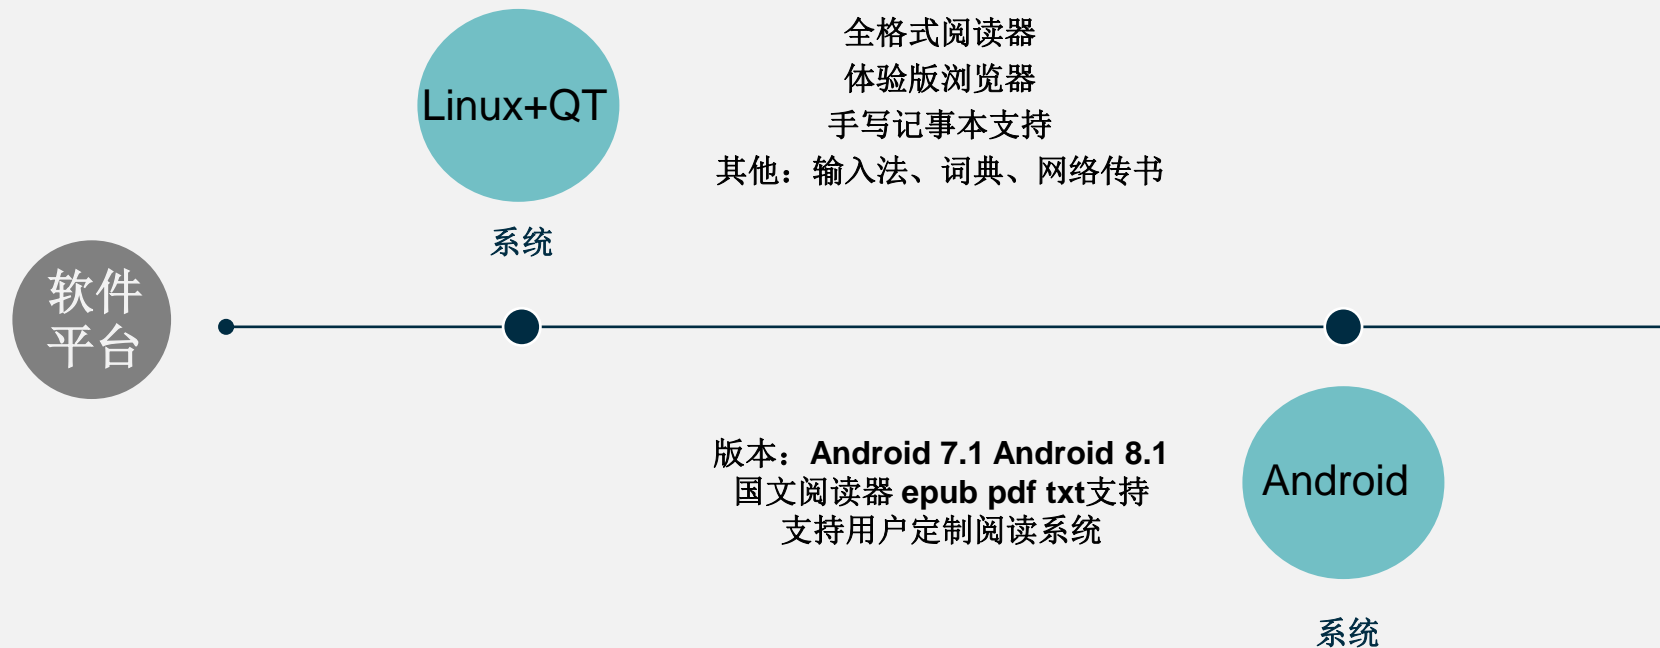 软件
平台
Linux+QT
系统
全格式阅读器
体验版浏览器
手写记事本支持
其他：输入法、词典、网络传书
版本：Android 7.1 Android 8.1
国文阅读器 epub pdf txt支持
支持用户定制阅读系统
Android
系统